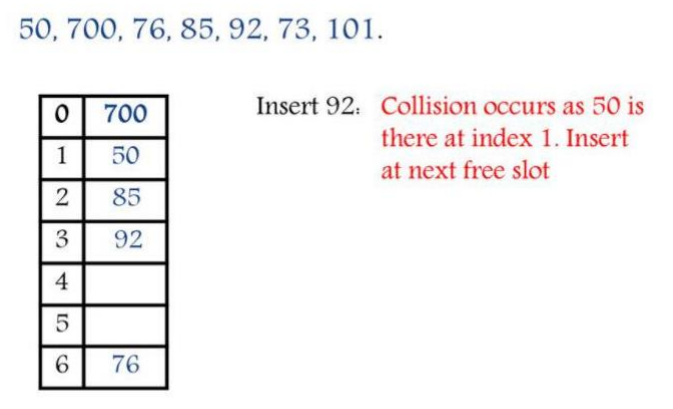 50, 700, 76, 85, 92, 73, 101.
Insert 92: Collision occurs as 50 is
there at index 1. Insert
at next free slot
0 700
1 50
2 85
3 92
4
5
6 76